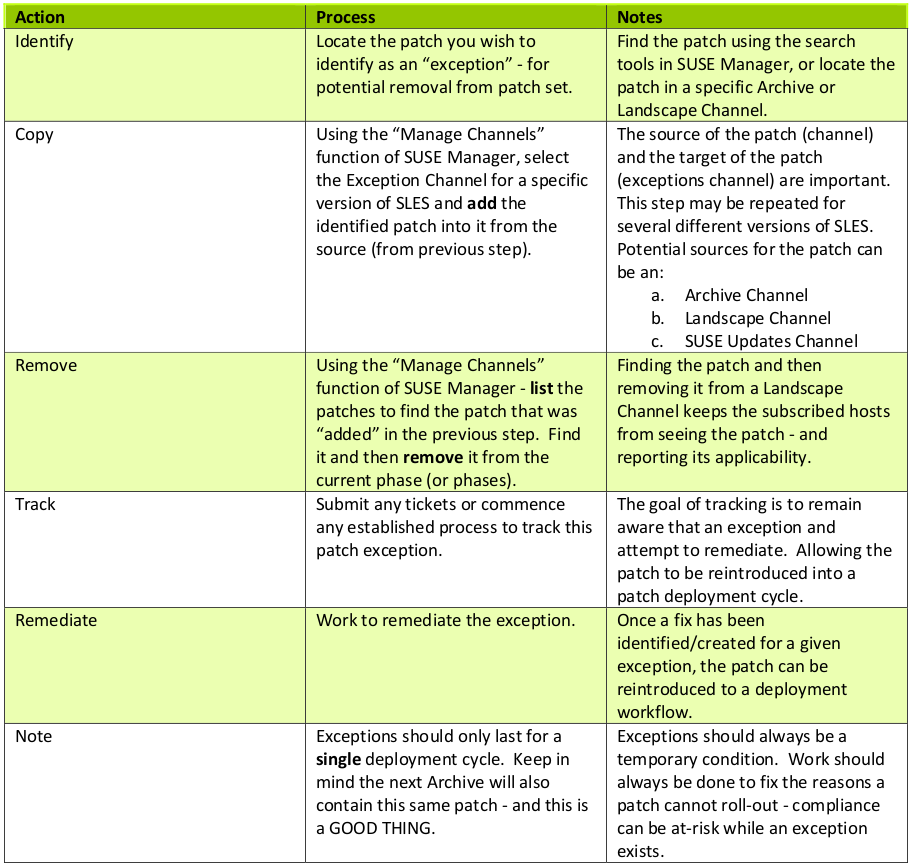 Action
Process
Notes
Identify
Locate the patch you wish to
identify as an “exception” - for
potential removal from patch set.
Find the patch using the search
tools in SUSE Manager, or locate the
patch in a specific Archive or
Landscape Channel.
Copy
Using the “Manage Channels”
function of SUSE Manager, select
the Exception Channel for a specific
version of SLES and add the
identified patch into it from the
source (from previous step).
The source of the patch (channel)
and the target of the patch
(exceptions channel) are important.
This step may be repeated for
several different versions of SLES.
Potential sources for the patch can
be an:
a. Archive Channel
b. Landscape Channel
c. SUSE Updates Channel
Remove
Using the “Manage Channels”
function of SUSE Manager - list the
patches to find the patch that was
“added” in the previous step. Find
it and then remove it from the
current phase (or phases).
Finding the patch and then
removing it from a Landscape
Channel keeps the subscribed hosts
from seeing the patch - and
reporting its applicability.
Track
Submit any tickets or commence
any established process to track this
patch exception.
The goal of tracking is to remain
aware that an exception and
attempt to remediate. Allowing the
patch to be reintroduced into a
patch deployment cycle.
Remediate
Work to remediate the exception.
Once a fix has been
identified/created for a given
exception, the patch can be
reintroduced to a deployment
workflow.
Note
Exceptions should only last for a
single deployment cycle. Keep in
mind the next Archive will also
contain this same patch - and this is
a GOOD THING.
Exceptions should always be a
temporary condition. Work should
always be done to fix the reasons a
patch cannot roll-out - compliance
can be at-risk while an exception
exists.